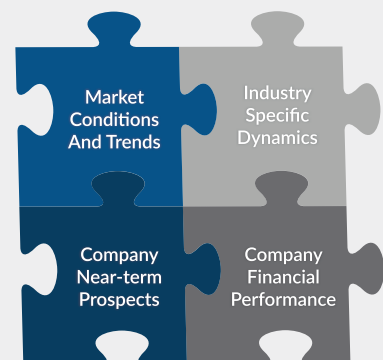 Market
Conditions
And Trends
Industry
Specific
Dynamics
Company
Near-term
Prospects
Company
Financial
Performance